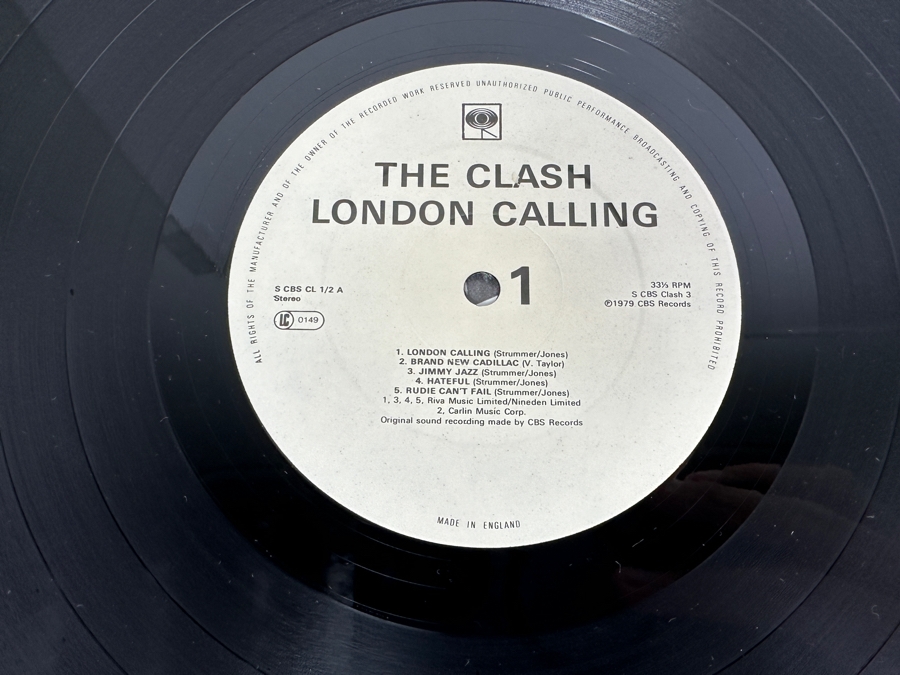 ALL RIGHTS OF THE MANUFACTURER AND OF THE OWNER OF THE RECORDED WORK RESERVED UNAUTHORIZED PUBLIC PERFORMANCE BROADCASTING AND COPYING OF THIS RECORD PROHIBITED
THE CLASH
LONDON CALLING
1
S CBS CL 1/2 A
Stereo
LC 0149
33⅓ RPM
S CBS Clash 3
℗1979 CBS Records
1. LONDON CALLING (Strummer/Jones)
2. BRAND NEW CADILLAC (V. Taylor)
3. JIMMY JAZZ (Strummer/Jones)
4. HATEFUL (Strummer/Jones)
5. RUDIE CAN'T FAIL (Strummer/Jones)
1, 3, 4, 5, Riva Music Limited/Nineden Limited
2, Carlin Music Corp.
Original sound recording made by CBS Records
MADE IN ENGLAND